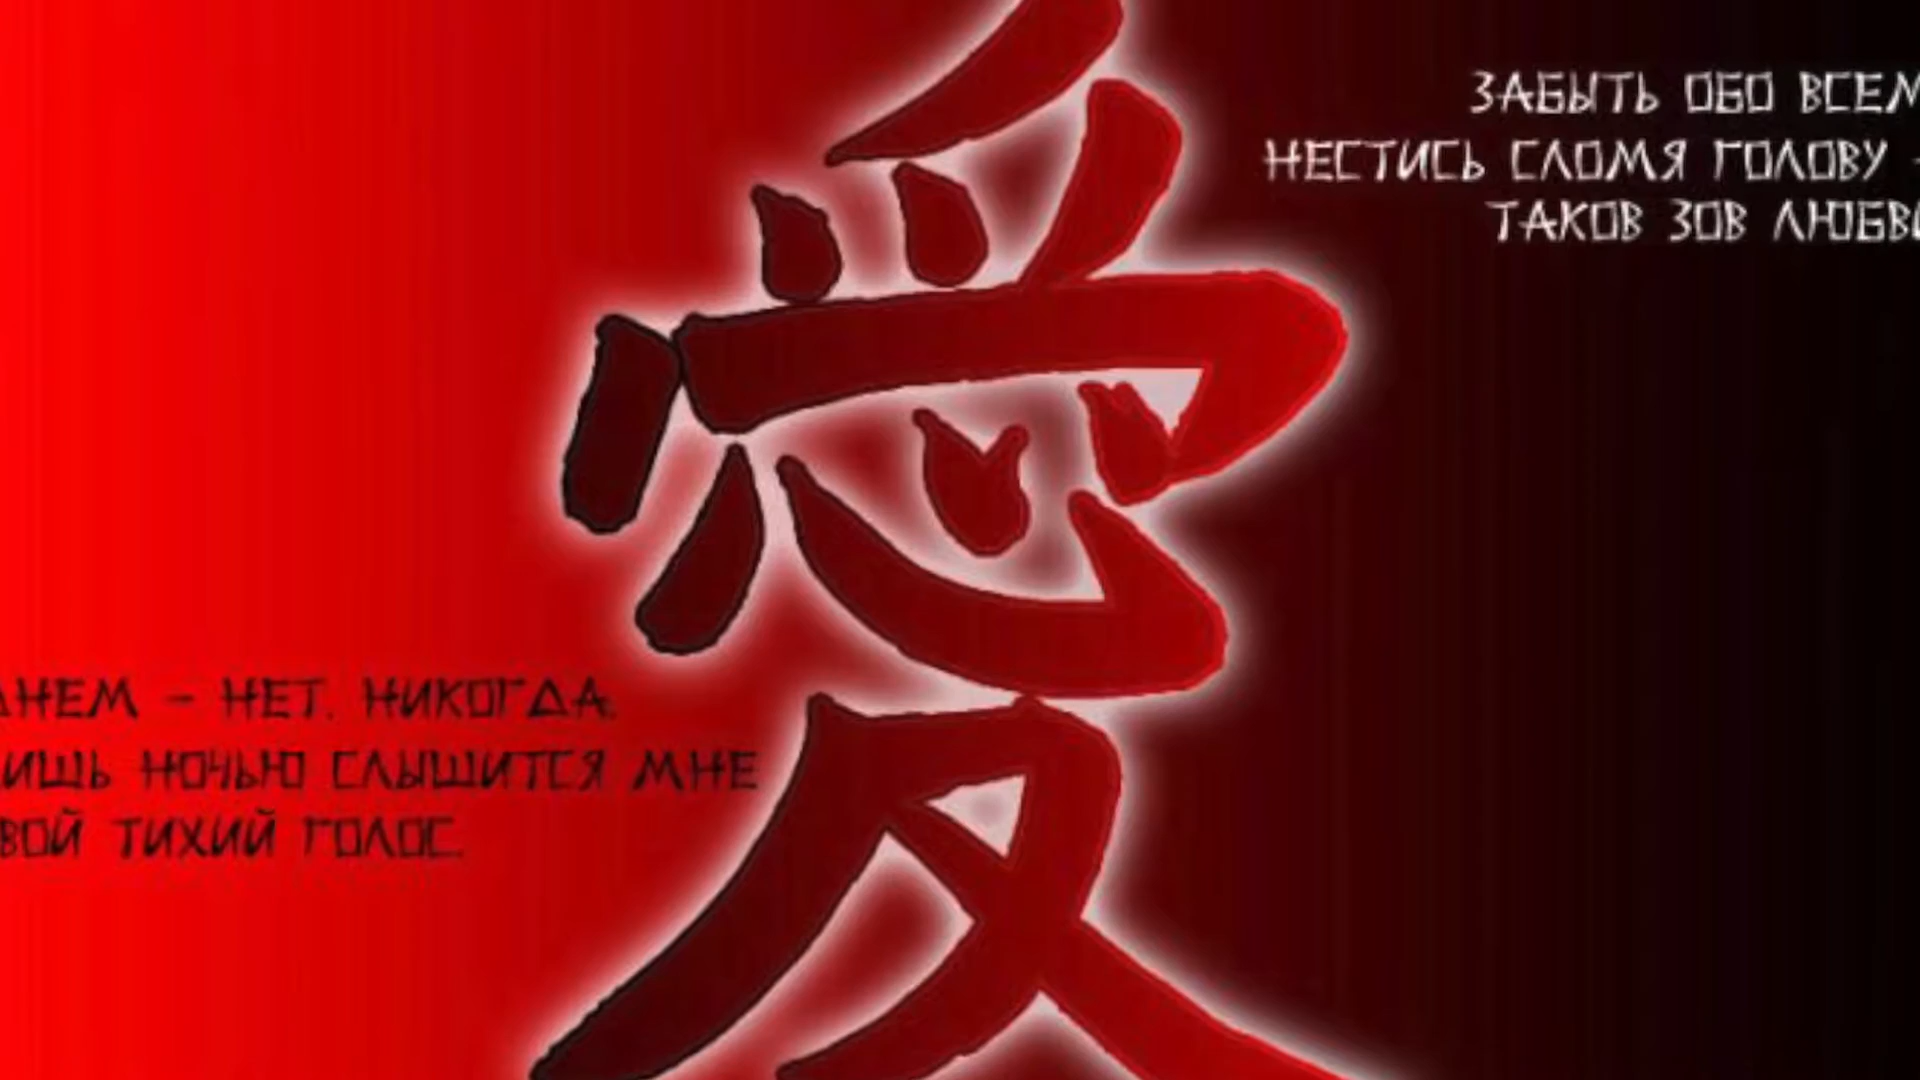 ЗАБЫТЬ ОБО ВСЕМ
НЕСТИСЬ СЛОМЯ ГОЛОВУ -
ТАКОВ ЗОВ
愛
- НЕТ. НИКОГДА.
НОЧЬЮ СЛЫШИТСЯ МНЕ
ТИХИЙ ГОЛОС.